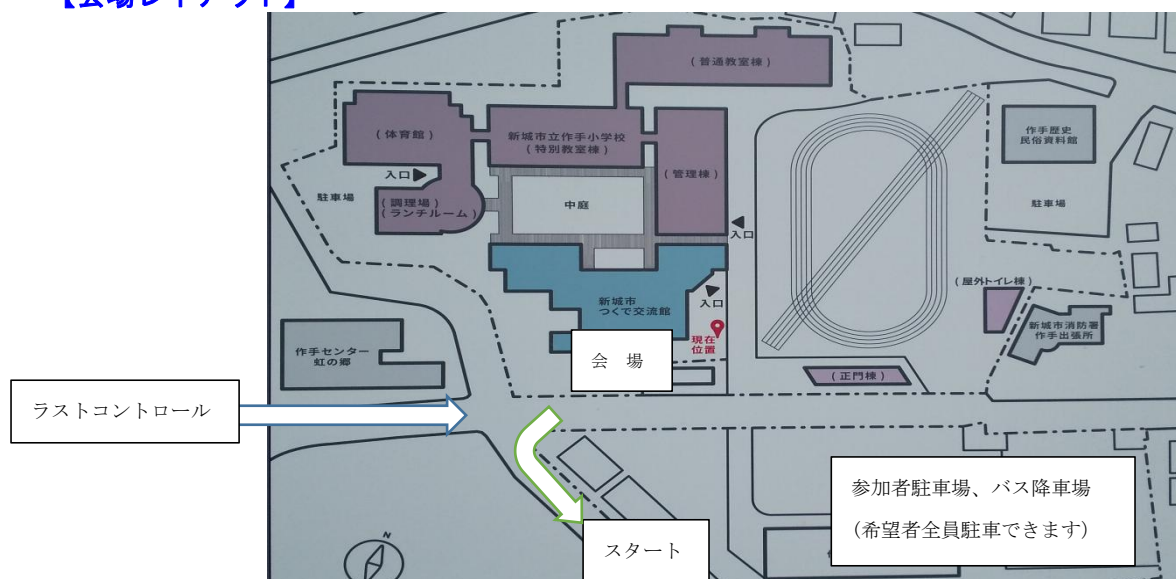 【会場レイアウト】
(普通教室棟)
(体育館)
新城市立作手小学校
(特別教室棟)
作手歴史
民俗資料館
入口
(管理棟)
駐車場
(調理場)
(ランチルーム)
中庭
駐車場
入口
(屋外トイレ棟)
新城市
つくで交流館
入口
新城市消防署
作手出張所
現在
位置
作手センター
虹の郷
会 場
(正門棟)
ラストコントロール
参加者駐車場、バス降車場
(希望者全員駐車できます)
スタート
N